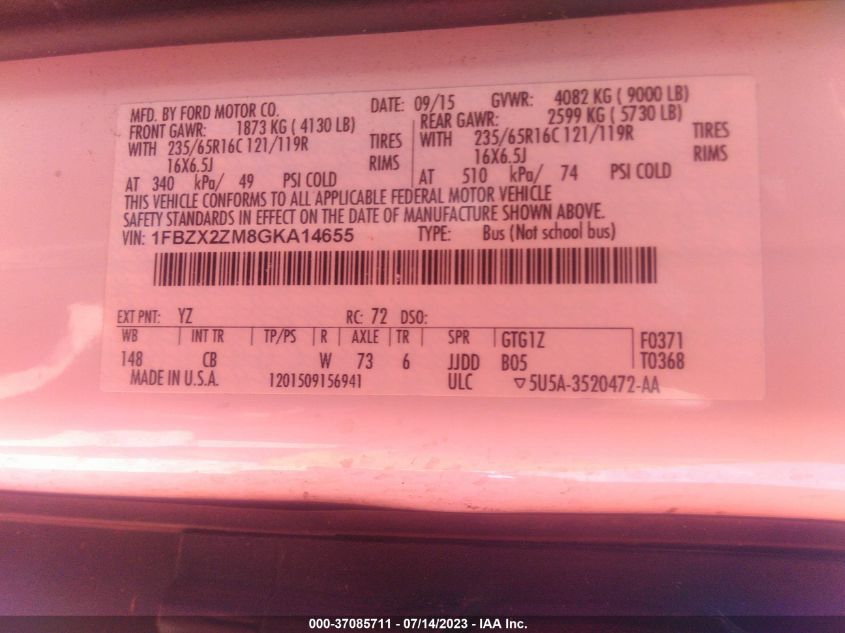 MFD. BY FORD MOTOR CO. DATE: 09/15 GVWR: 4082 KG ( 9000 LB)
FRONT GAWR: 1873 KG ( 4130 LB) REAR GAWR: 2599 KG ( 5730 LB)
WITH 235/65R16C 121/119R TIRES WITH 235/65R16C 121/119R TIRES
16X6.5J RIMS 16X6.5J RIMS
AT 340 kPa/ 49 PSI COLD AT 510 kPa/ 74 PSI COLD
THIS VEHICLE CONFORMS TO ALL APPLICABLE FEDERAL MOTOR VEHICLE
SAFETY STANDARDS IN EFFECT ON THE DATE OF MANUFACTURE SHOWN ABOVE.
VIN: 1FBZX2ZM8GKA14655 TYPE: Bus (Not school bus)
EXT PNT: YZ RC: 72 DSO:
WB INT TR TP/PS R AXLE TR SPR GTG1Z F0371
148 CB W 73 6 JJDD B05 T0368
MADE IN U.S.A. 1201509156941 ULC ▽5U5A-3520472-AA
000-37085711 - 07/14/2023 - IAA Inc.